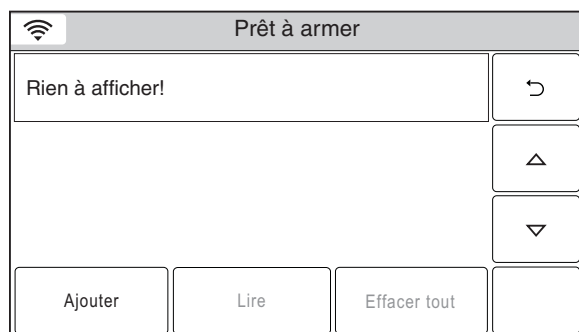 Prêt à armer
Rien à afficher!
Ajouter
Lire
Effacer tout